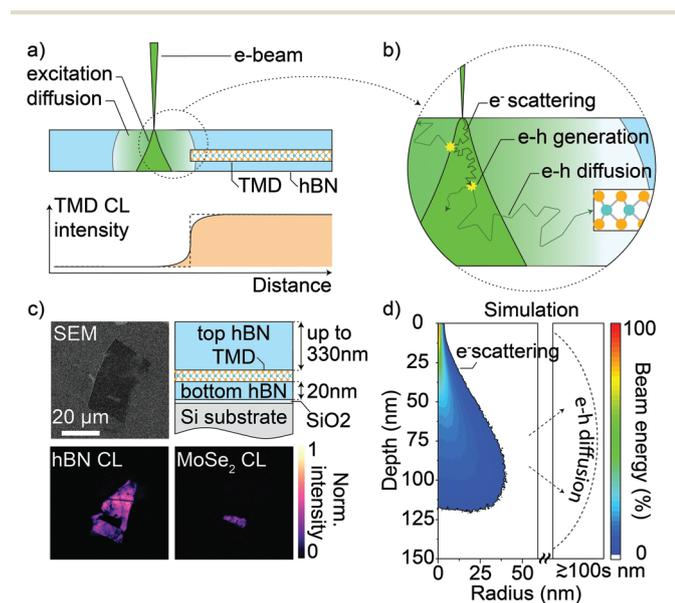 a)
e-beam
excitation
diffusion
TMD
hBN
TMD CL
intensity
Distance
b)
e⁻ scattering
e-h generation
e-h diffusion
c)
SEM
20 µm
top hBN
TMD
bottom hBN
Si substrate
up to
330nm
20nm
SiO2
hBN CL
MoSe₂ CL
1
Norm.
intensity
0
d)
Simulation
0
25
50
75
100
125
150
Depth (nm)
e⁻scattering
e-h diffusion
0
25
50
≥100s nm
Radius (nm)
100
Beam energy (%)
0